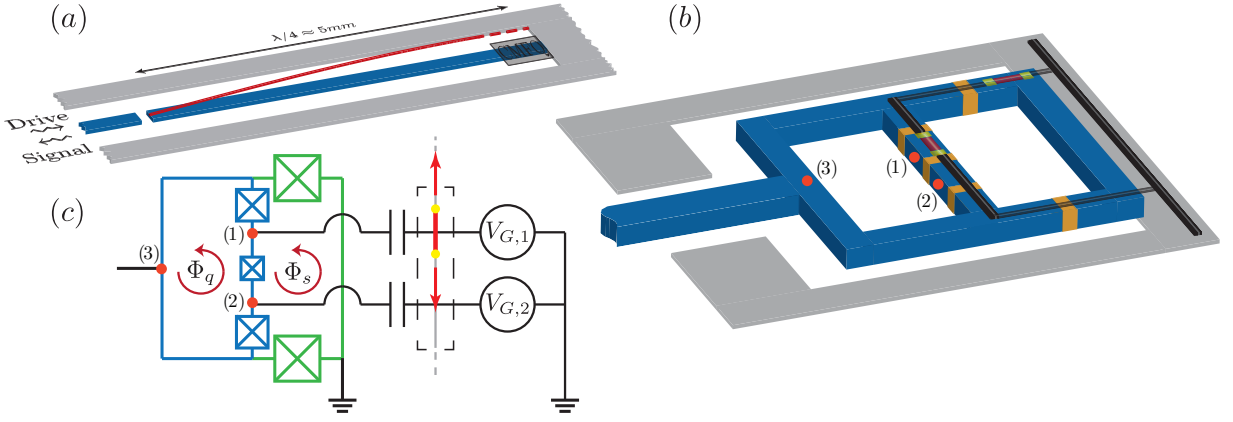 (a)
λ/4 ≈ 5mm
Drive
Signal
(b)
(3)
(1)
(2)
(c)
(3)
(1)
(2)
Φq
Φs
VG,1
VG,2